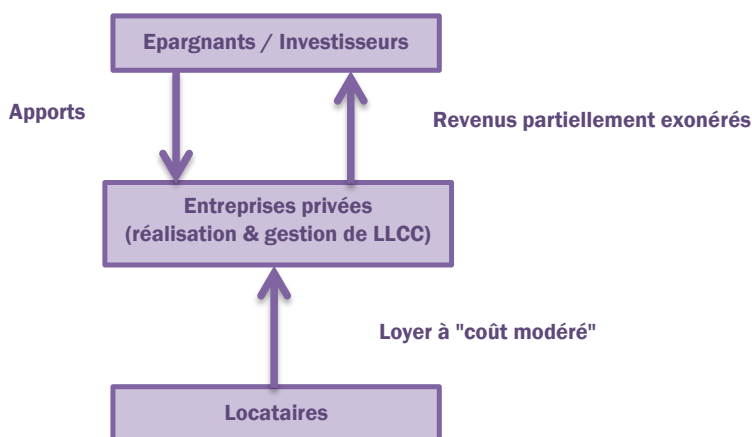 Epargnants / Investisseurs
Apports
Revenus partiellement exonérés
Entreprises privées
(réalisation & gestion de LLCC)
Loyer à "coût modéré"
Locataires